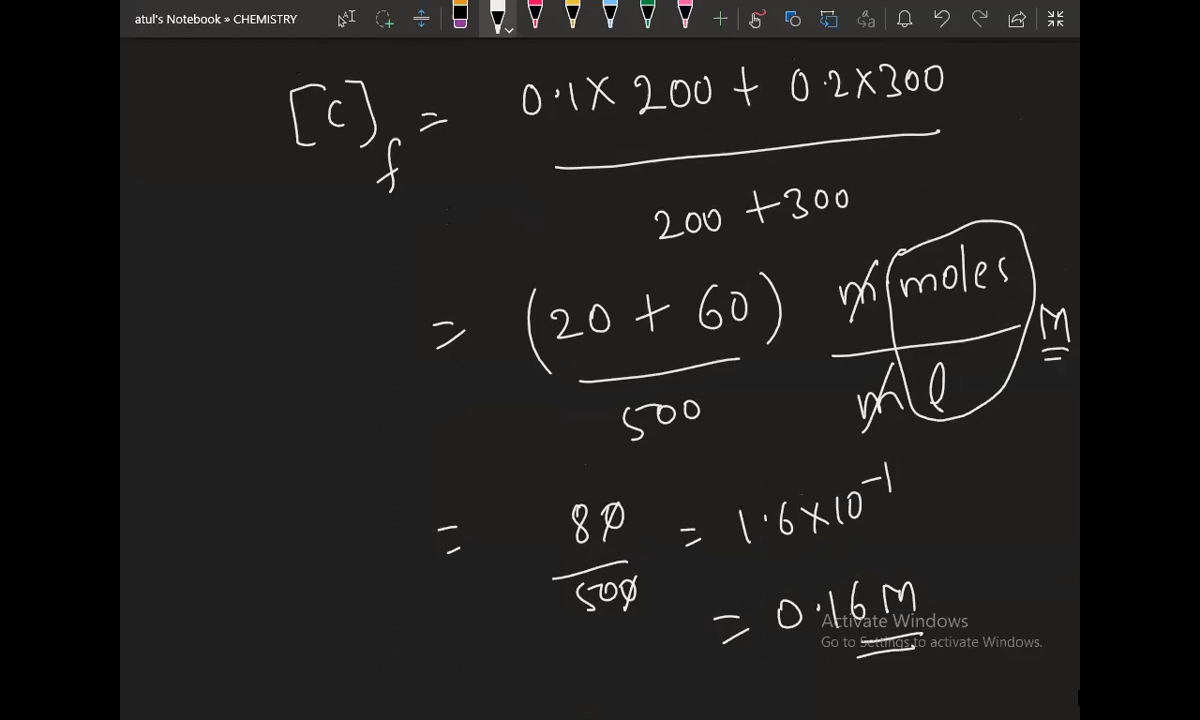 atul's Notebook » CHEMISTRY
[C]f = 0.1 X 200 + 0.2 X 300
200 + 300
= (20 + 60) m moles
500 m l
M
= 80 = 1.6 X 10⁻¹
500
= 0.16 M
Activate Windows
Go to Settings to activate Windows.